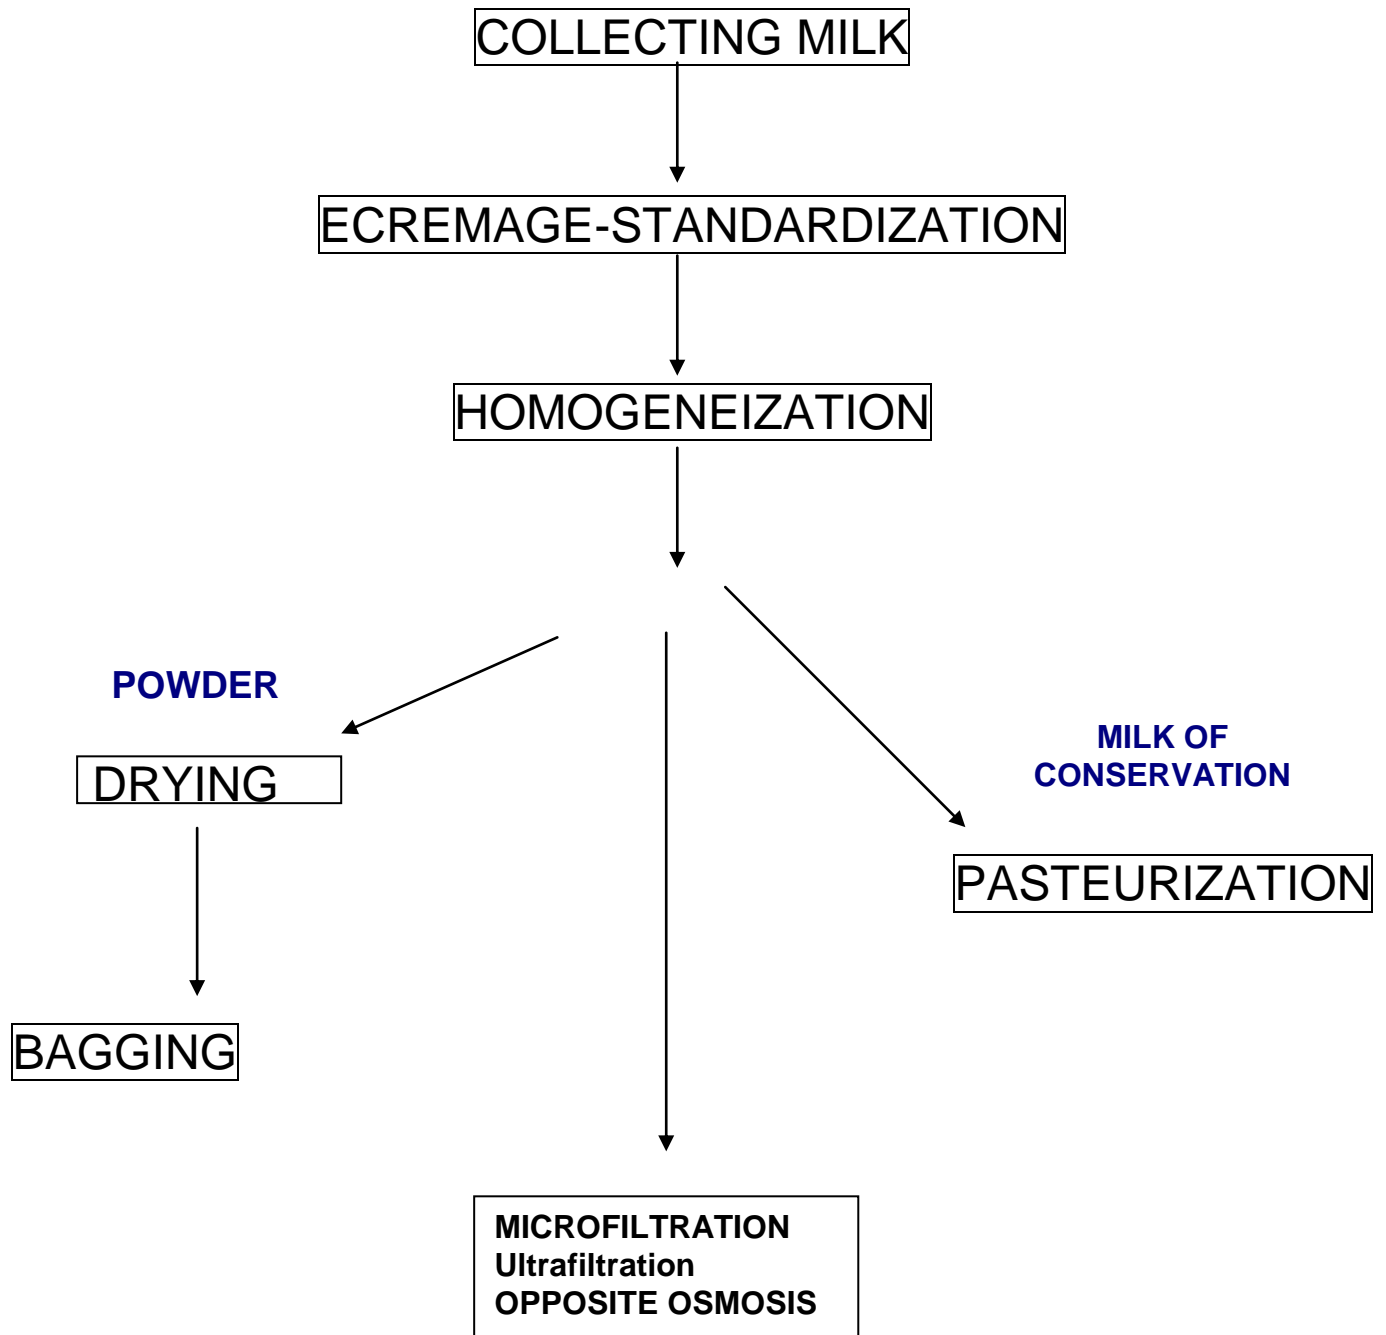 COLLECTING MILK
ECREMAGE-STANDARDIZATION
HOMOGENEIZATION
POWDER
DRYING
BAGGING
MILK OF
CONSERVATION
PASTEURIZATION
MICROFILTRATION
Ultrafiltration
OPPOSITE OSMOSIS